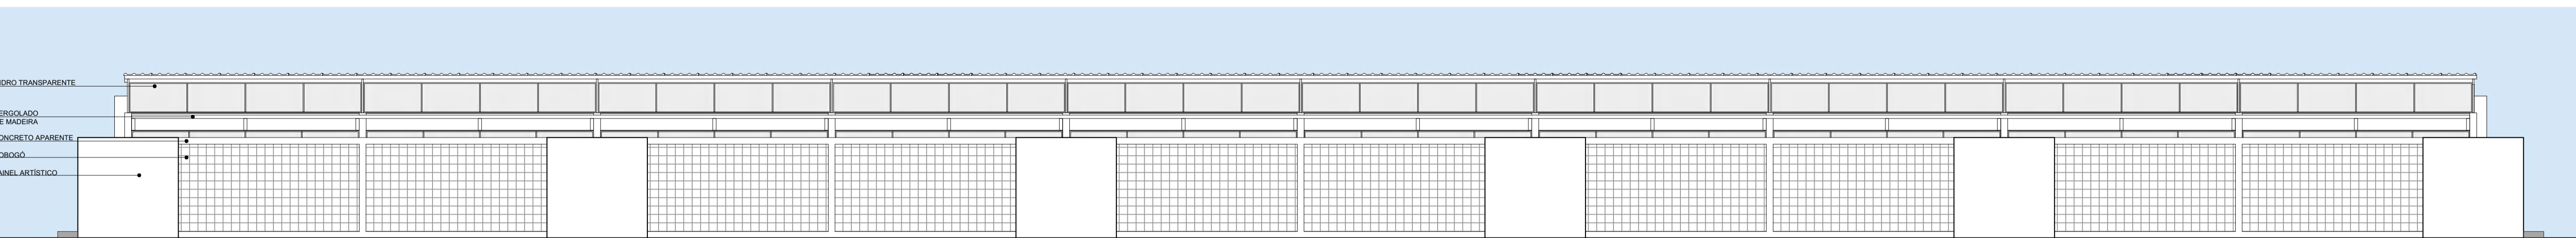 IDRO TRANSPARENTE
ERGOLADO
E MADEIRA
ONCRETO APARENTE
OBOGÓ
AINEL ARTÍSTICO